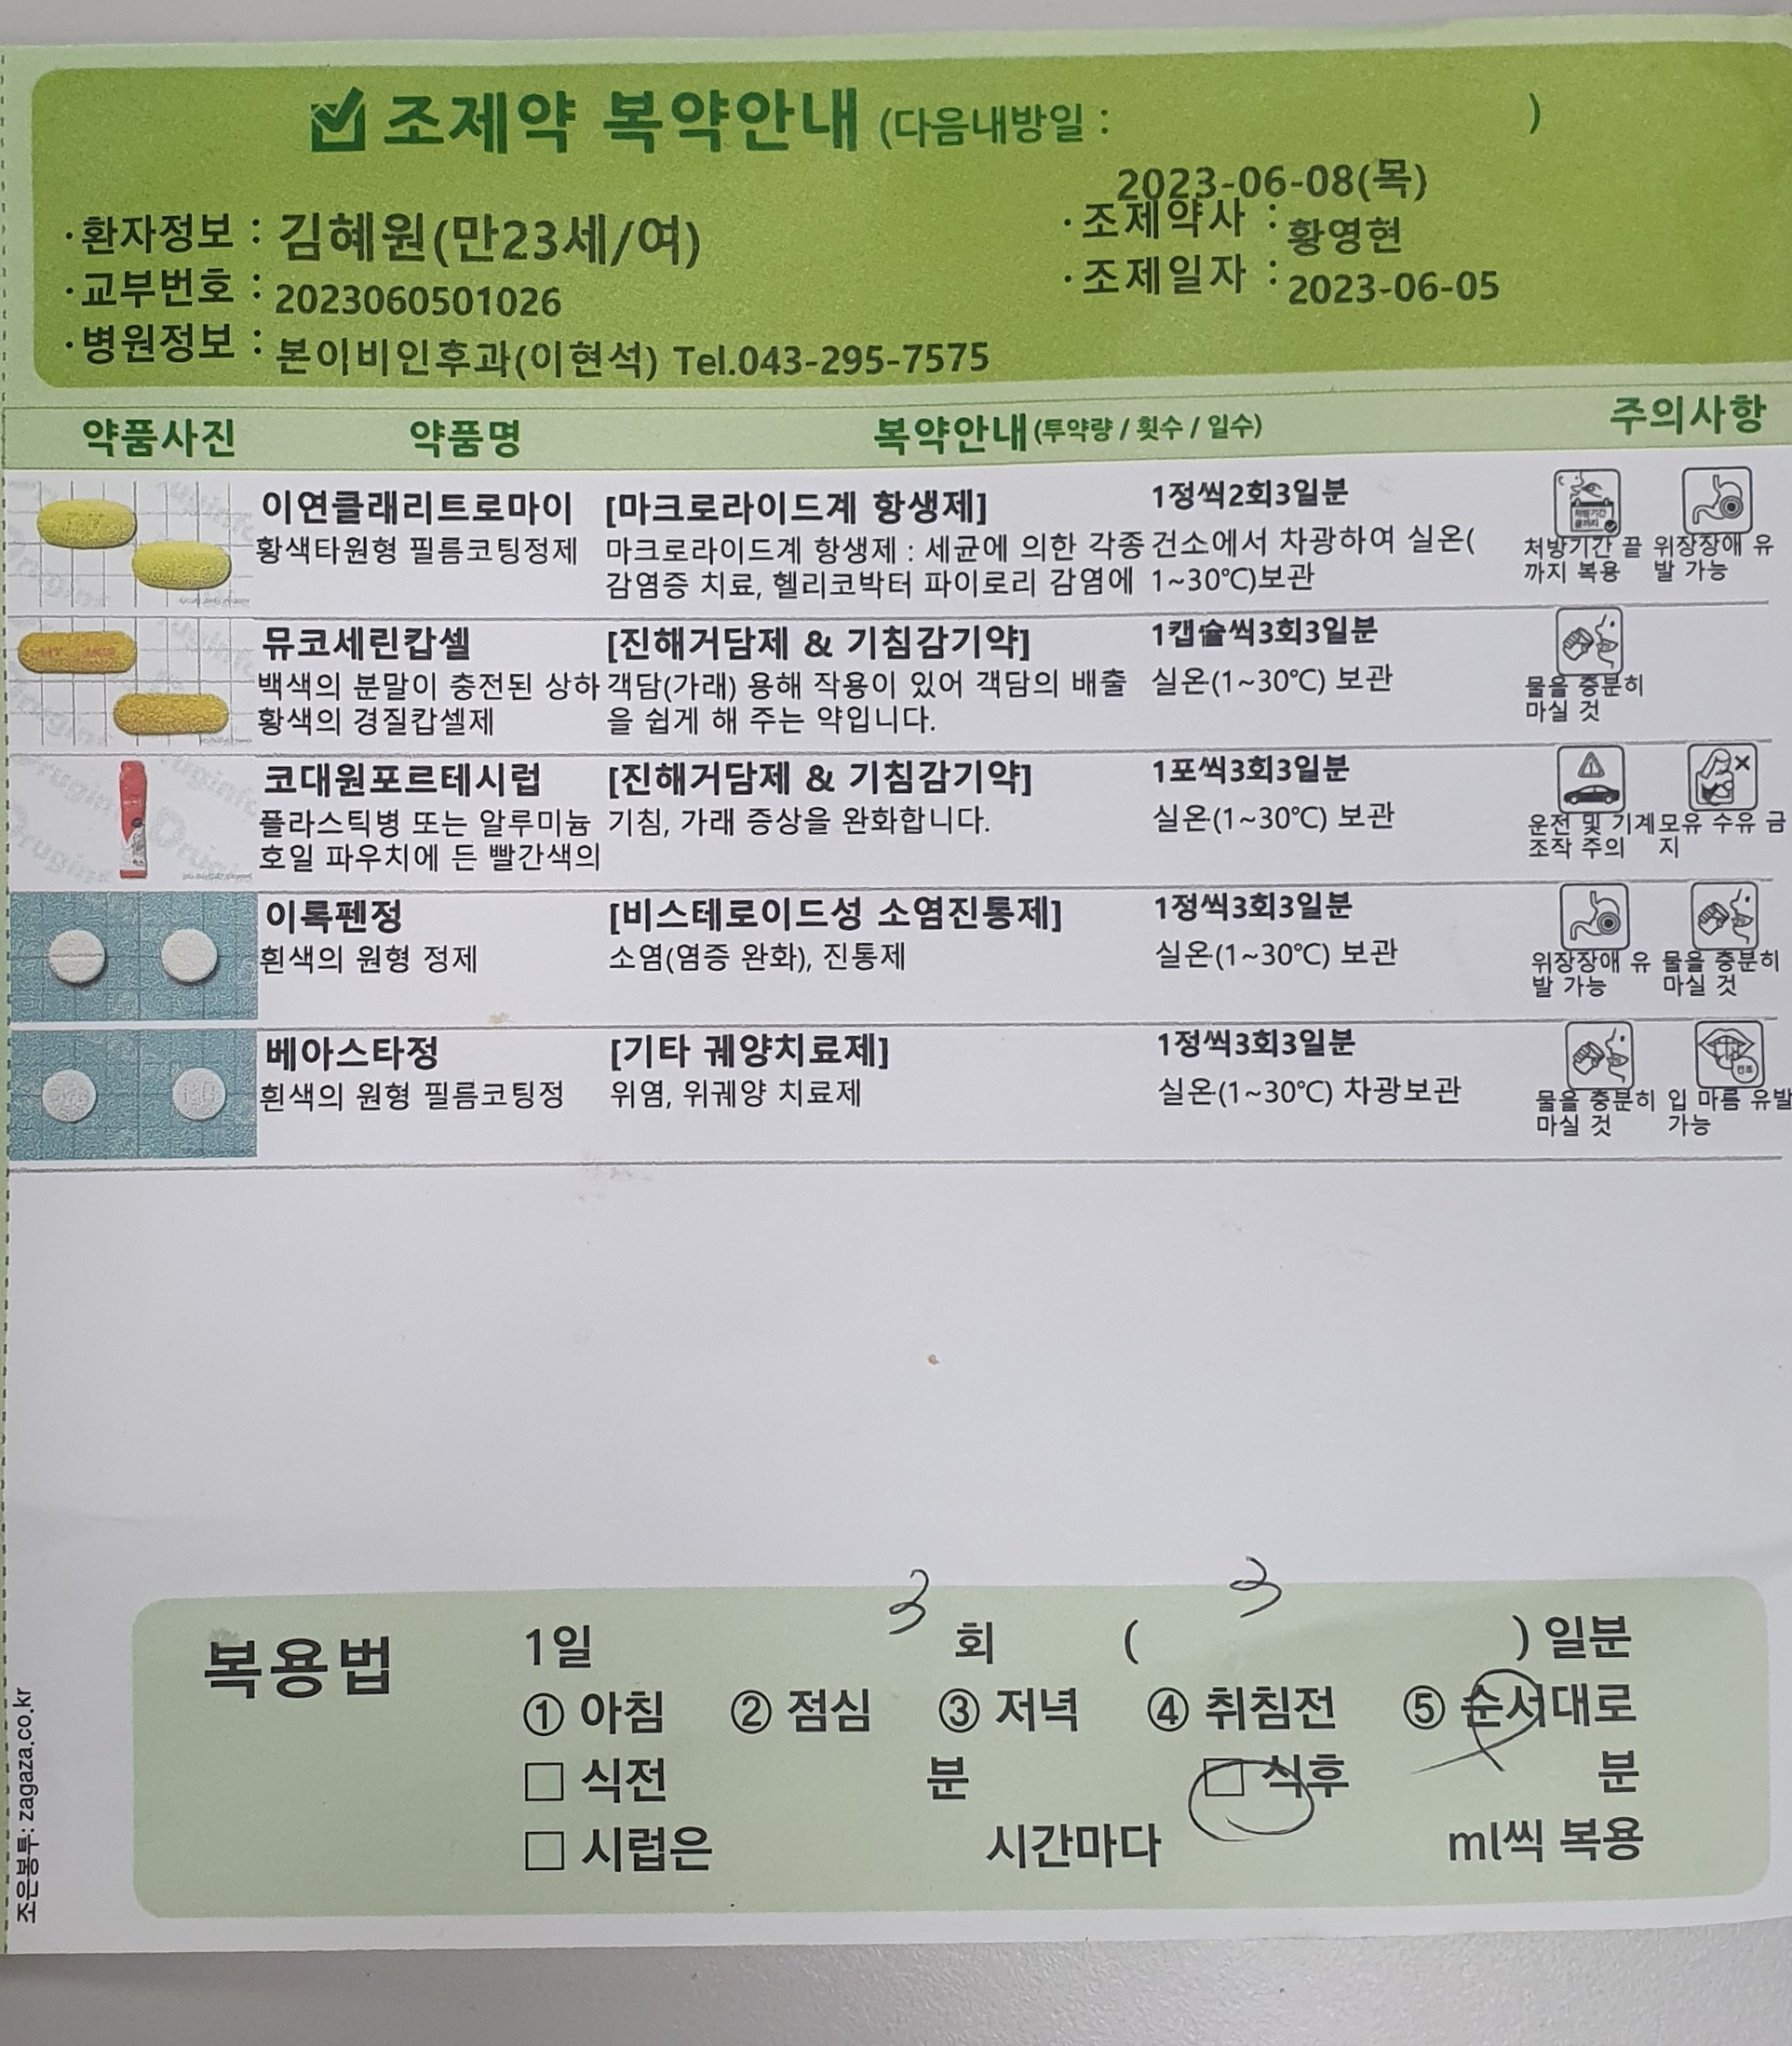 조제약 복약안내 (다음내방일 : )
2023-06-08(목)
·환자정보 : 김혜원(만23세/여)
·조제약사 : 황영현
·교부번호 : 2023060501026
·조제일자 : 2023-06-05
·병원정보 : 본이비인후과(이현석) Tel.043-295-7575
약품사진 약품명 복약안내(투약량 / 횟수 / 일수) 주의사항
이연클래리트로마이 [마크로라이드계 항생제] 1정씩2회3일분
황색타원형 필름코팅정제 마크로라이드계 항생제 : 세균에 의한 각종 건소에서 차광하여 실온( 처방기간 끝 위장장애 유
감염증 치료, 헬리코박터 파이로리 감염에 1~30℃)보관 까지 복용 발 가능
뮤코세린캅셀 [진해거담제 & 기침감기약] 1캡슐씩3회3일분
백색의 분말이 충전된 상하 객담(가래) 용해 작용이 있어 객담의 배출 실온(1~30℃) 보관 물을 충분히
황색의 경질캅셀제 을 쉽게 해 주는 약입니다. 마실 것
코대원포르테시럽 [진해거담제 & 기침감기약] 1포씩3회3일분
플라스틱병 또는 알루미늄 기침, 가래 증상을 완화합니다. 실온(1~30℃) 보관 운전 및 기계 모유 수유 금
호일 파우치에 든 빨간색의 조작 주의 지
이록펜정 [비스테로이드성 소염진통제] 1정씩3회3일분
흰색의 원형 정제 소염(염증 완화), 진통제 실온(1~30℃) 보관 위장장애 유 물을 충분히
발 가능 마실 것
베아스타정 [기타 궤양치료제] 1정씩3회3일분
흰색의 원형 필름코팅정 위염, 위궤양 치료제 실온(1~30℃) 차광보관 물을 충분히 입 마름 유발
마실 것 가능
복용법 1일 3 회 ( 3 ) 일분
① 아침 ② 점심 ③ 저녁 ④ 취침전 ⑤ 순서대로
□ 식전 분 □ 식후 분
□ 시럽은 시간마다 ml씩 복용
조은봉투: zagaza.co.kr